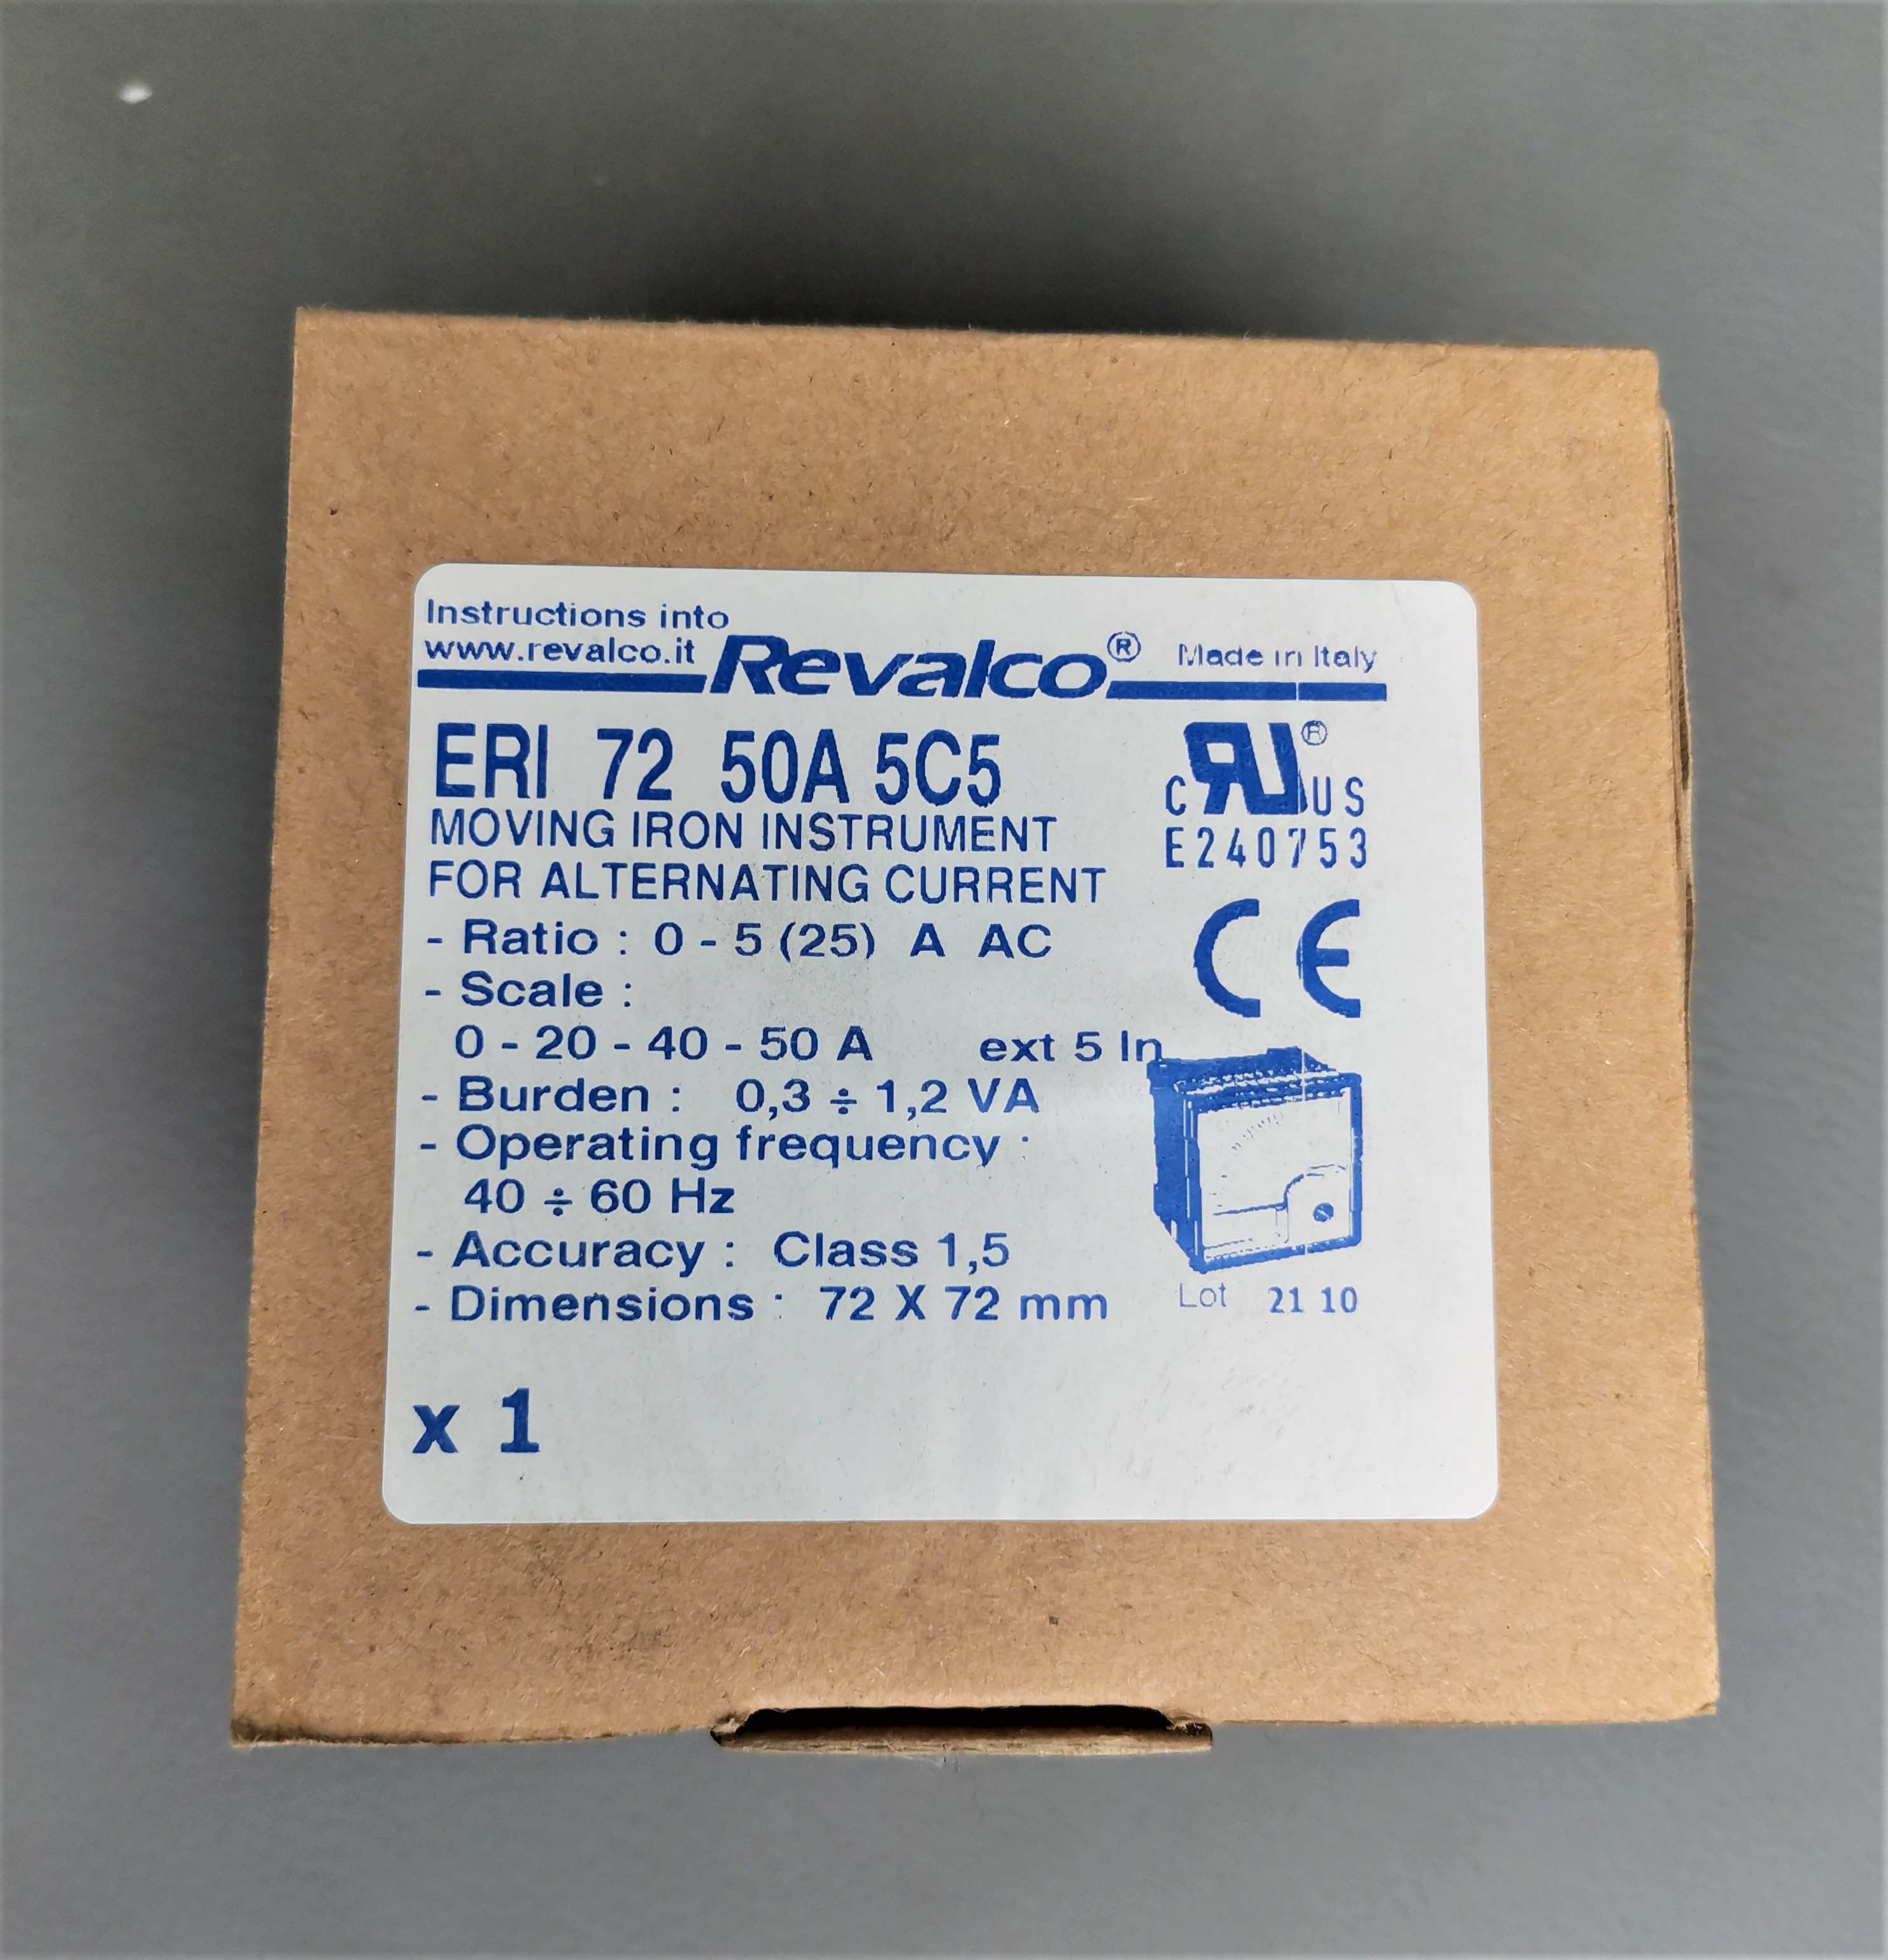 Instructions into
www.revalco.it Revalco® Made in Italy
ERI 72 50A 5C5
MOVING IRON INSTRUMENT
FOR ALTERNATING CURRENT
C RU® US
E240753
- Ratio : 0 - 5 (25) A AC
CE
- Scale :
0 - 20 - 40 - 50 A ext 5 In
- Burden : 0,3 ÷ 1,2 VA
- Operating frequency :
40 ÷ 60 Hz
- Accuracy : Class 1,5
- Dimensions : 72 X 72 mm
Lot 21 10
x 1